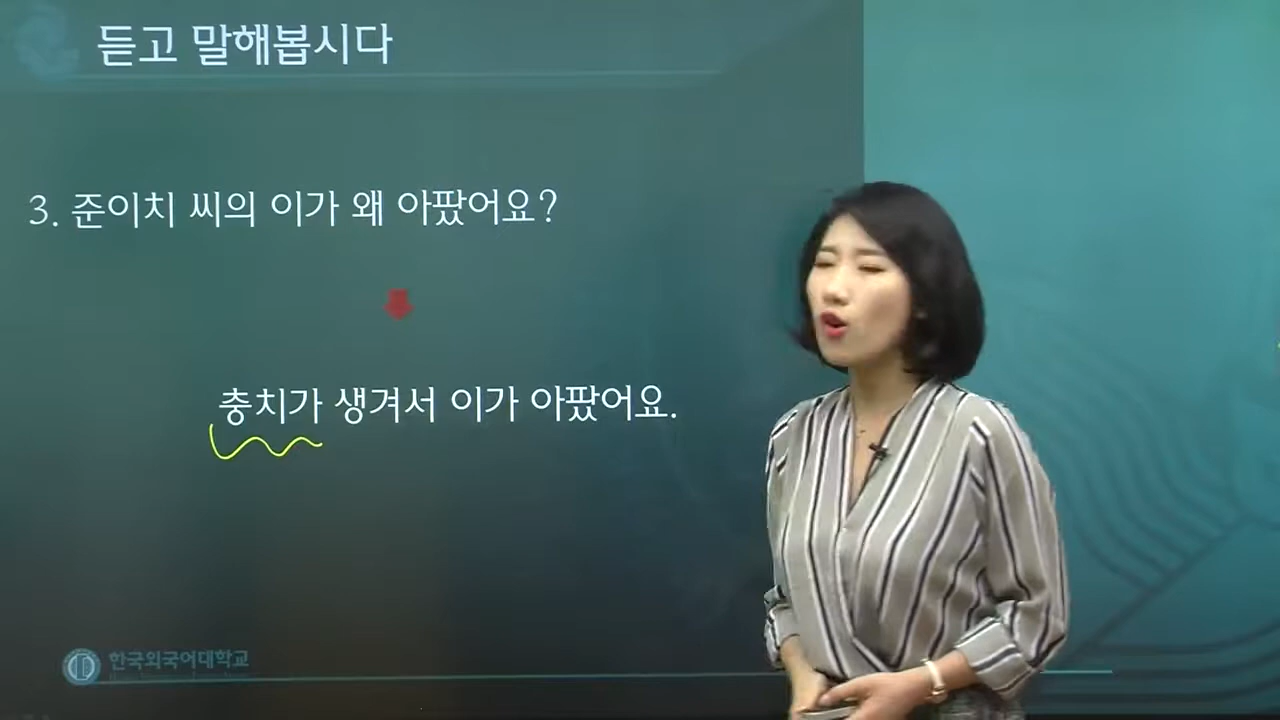 듣고 말해봅시다
3. 준이치 씨의 이가 왜 아팠어요?
충치가 생겨서 이가 아팠어요.
한국외국어대학교